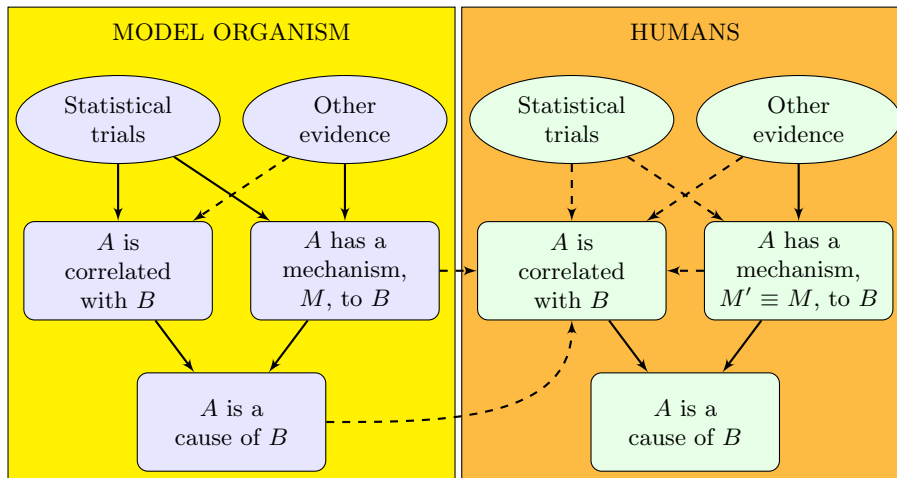 MODEL ORGANISM
Statistical
trials
Other
evidence
A is
correlated
with B
A has a
mechanism,
M, to B
A is a
cause of B
HUMANS
Statistical
trials
Other
evidence
A is
correlated
with B
A has a
mechanism,
M′ ≡ M, to B
A is a
cause of B